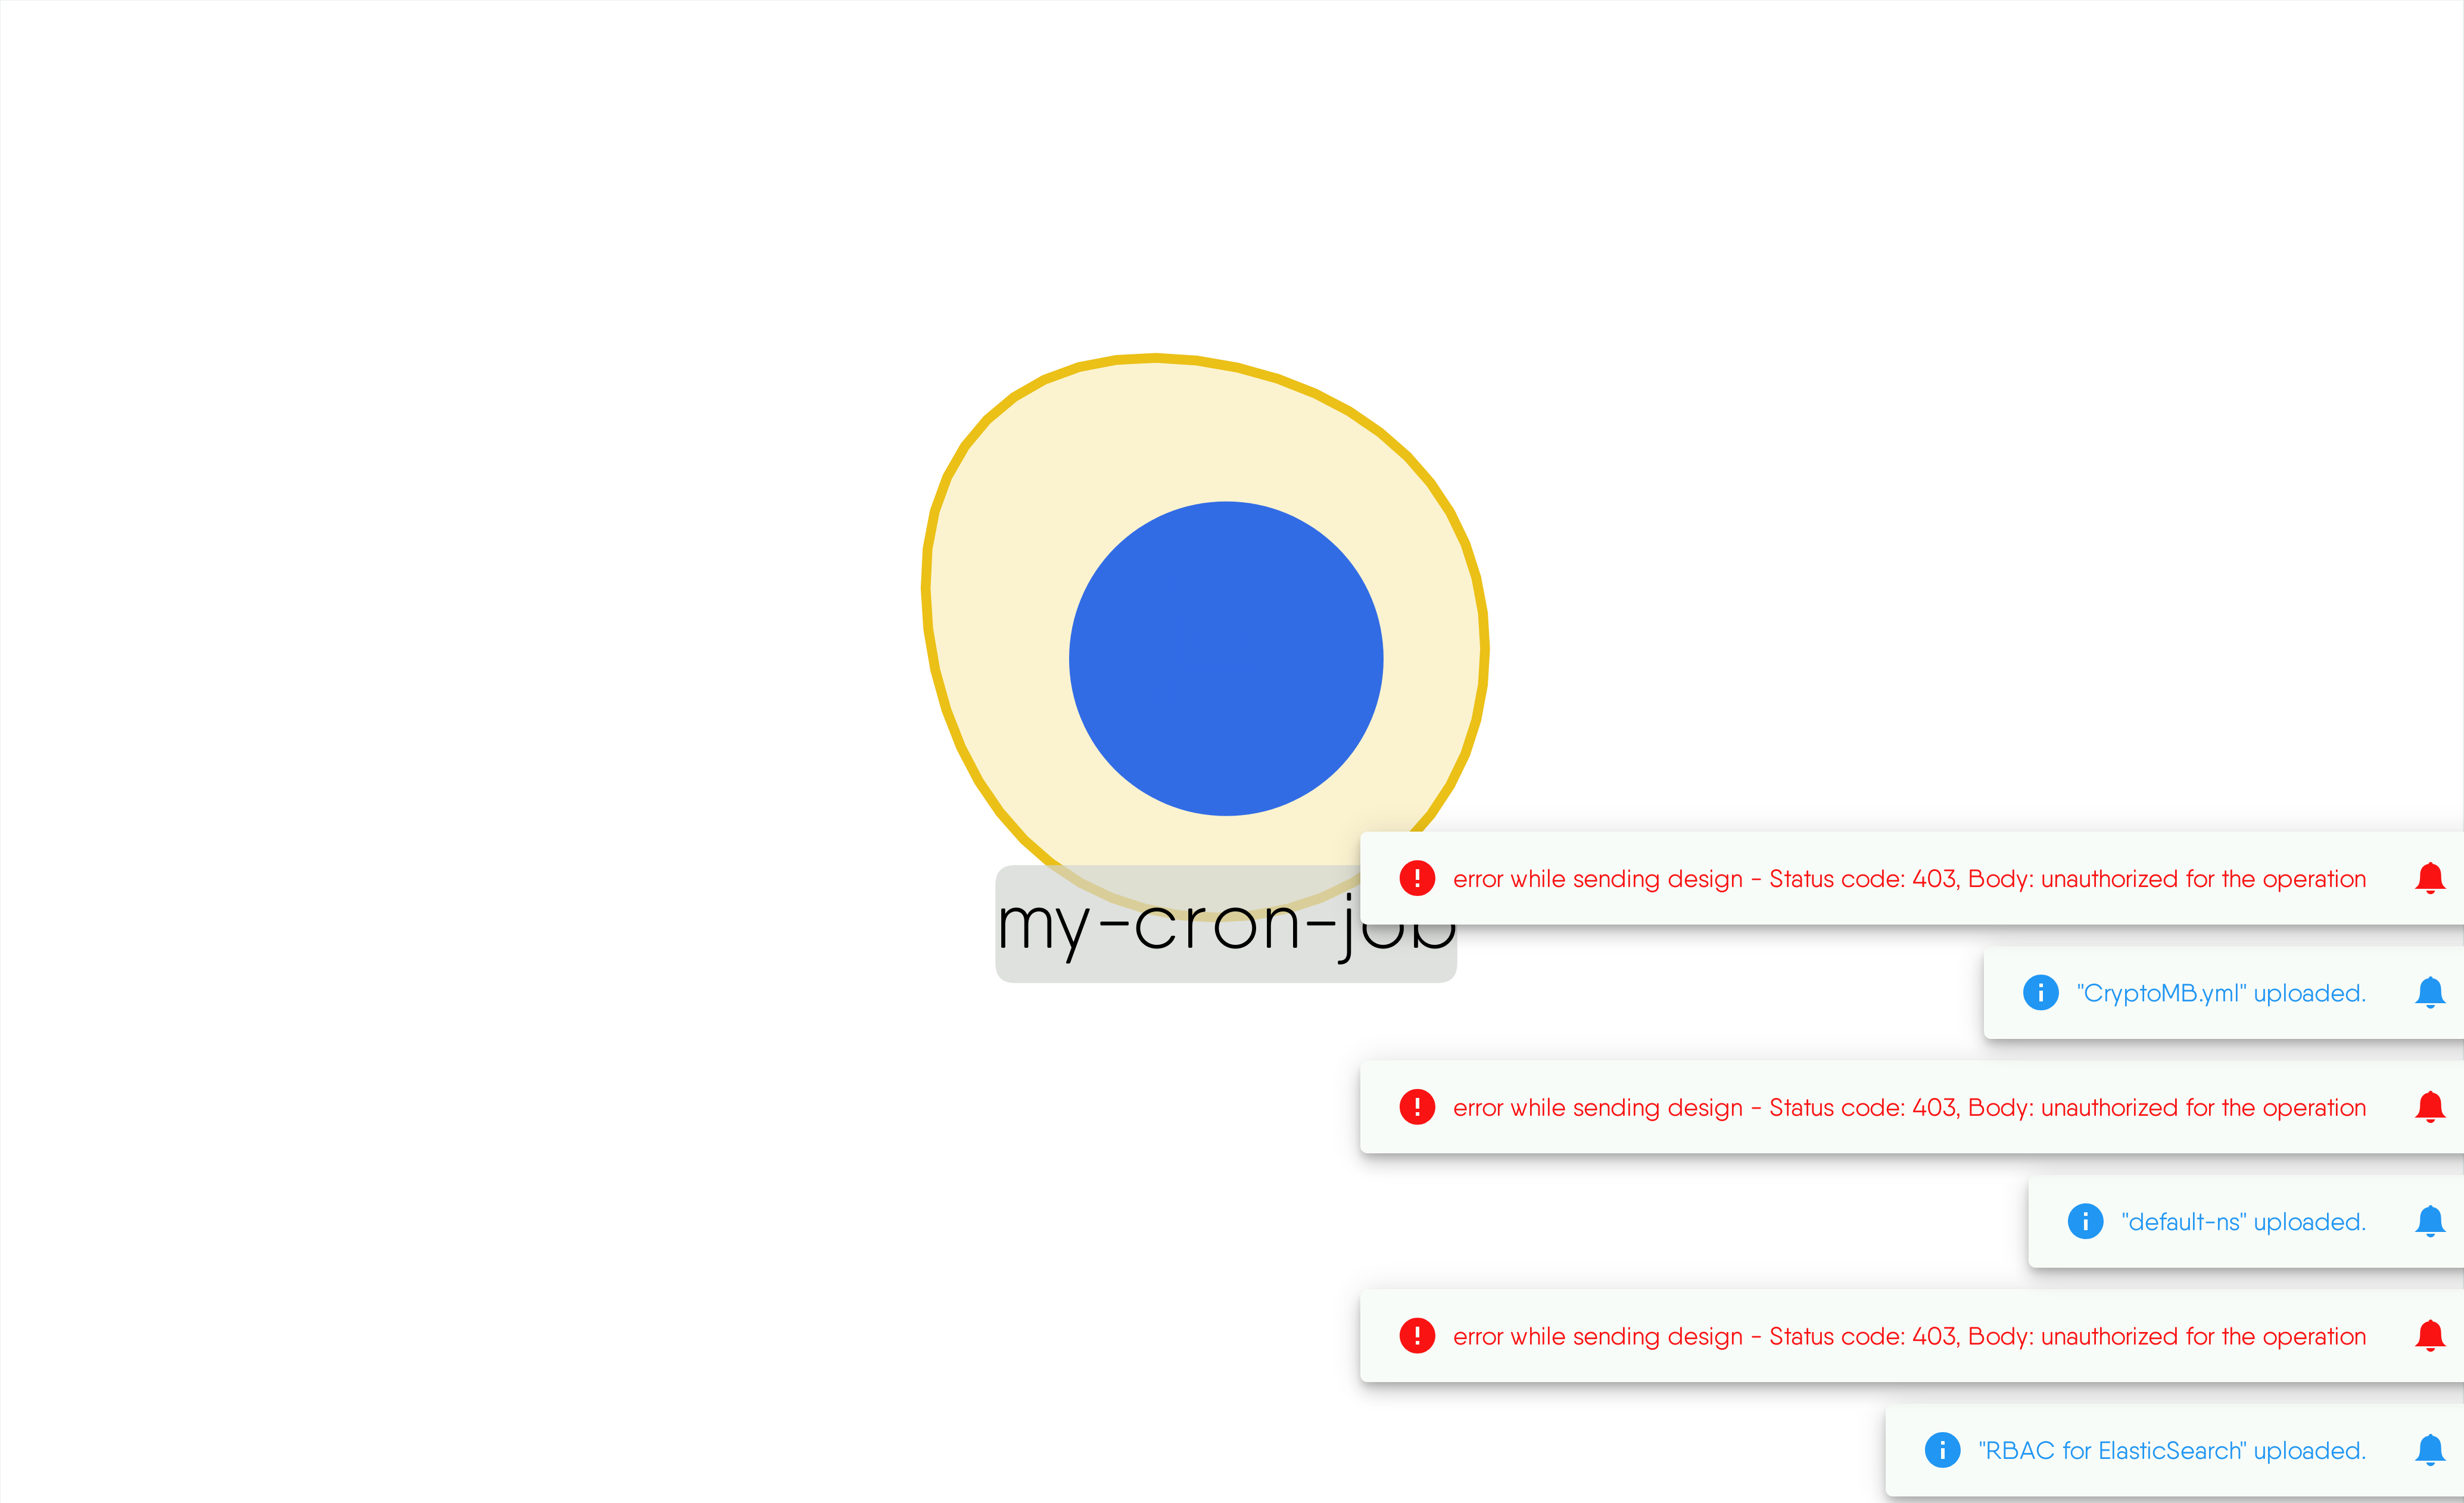 my-cron-job
error while sending design - Status code: 403, Body: unauthorized for the operation
"CryptoMB.yml" uploaded.
error while sending design - Status code: 403, Body: unauthorized for the operation
"default-ns" uploaded.
error while sending design - Status code: 403, Body: unauthorized for the operation
"RBAC for ElasticSearch" uploaded.